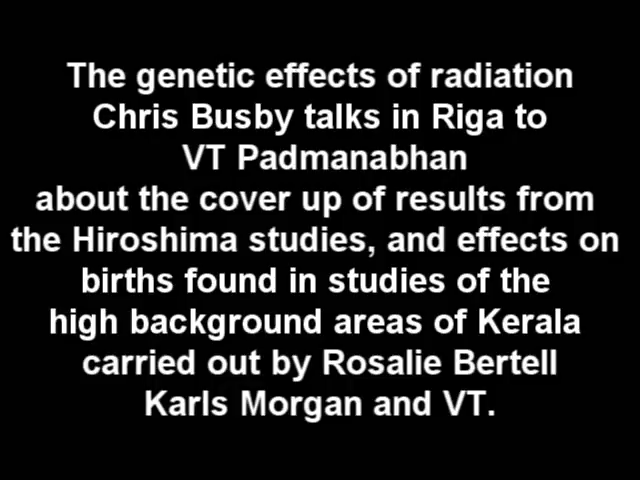 The genetic effects of radiation
Chris Busby talks in Riga to
VT Padmanabhan
about the cover up of results from
the Hiroshima studies, and effects on
births found in studies of the
high background areas of Kerala
carried out by Rosalie Bertell
Karls Morgan and VT.